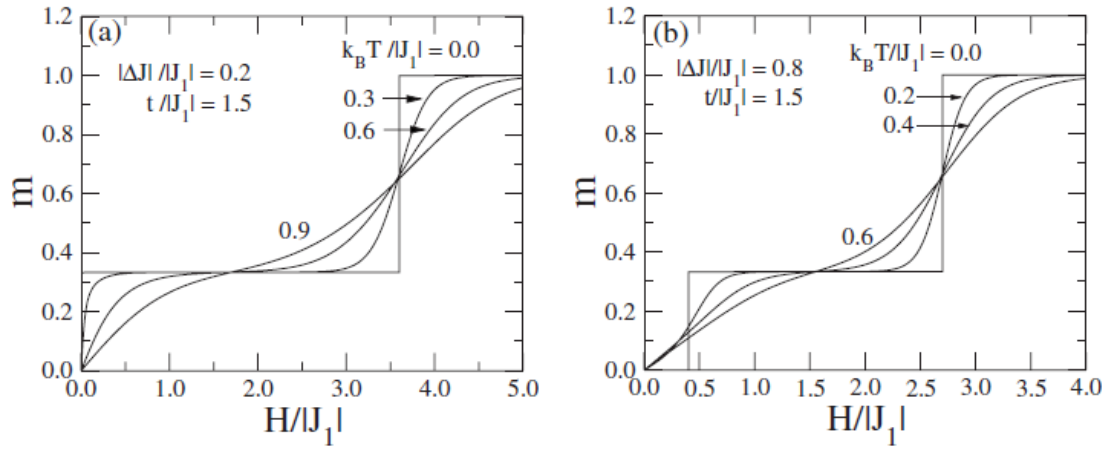 (a)
k_B T /|J_1| = 0.0
|ΔJ| /|J_1| = 0.2
t /|J_1| = 1.5
0.3
0.6
0.9
m
1.2
1.0
0.8
0.6
0.4
0.2
0.0
0.0 1.0 2.0 3.0 4.0 5.0
H/|J_1|
(b)
k_B T/|J_1| = 0.0
|ΔJ|/|J_1| = 0.8
t/|J_1| = 1.5
0.2
0.4
0.6
m
1.2
1.0
0.8
0.6
0.4
0.2
0.0
0.0 0.5 1.0 1.5 2.0 2.5 3.0 3.5 4.0
H/|J_1|